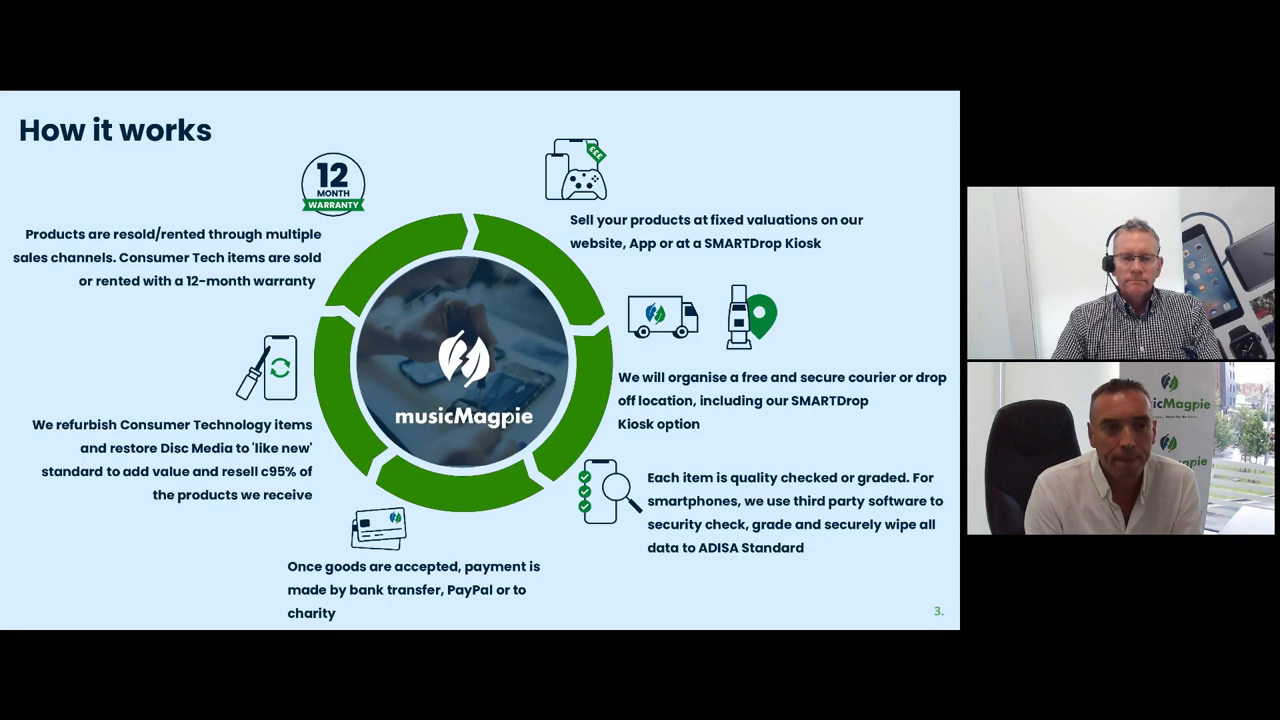 How it works
12
MONTH
WARRANTY
Products are resold/rented through multiple
sales channels. Consumer Tech items are sold
or rented with a 12-month warranty
£££
Sell your products at fixed valuations on our
website, App or at a SMARTDrop Kiosk
We will organise a free and secure courier or drop
off location, including our SMARTDrop
Kiosk option
Each item is quality checked or graded. For
smartphones, we use third party software to
security check, grade and securely wipe all
data to ADISA Standard
Once goods are accepted, payment is
made by bank transfer, PayPal or to
charity
We refurbish Consumer Technology items
and restore Disc Media to 'like new'
standard to add value and resell c95% of
the products we receive
musicMagpie
3.
sicMagpie